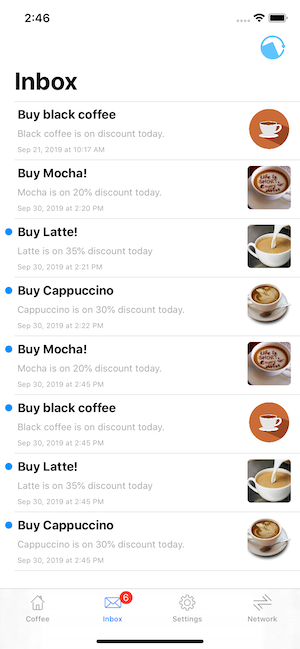 2:46
Inbox
Buy black coffee
Black coffee is on discount today.
Sep 21, 2019 at 10:17 AM
Buy Mocha!
Mocha is on 20% discount today.
Sep 30, 2019 at 2:20 PM
Buy Latte!
Latte is on 35% discount today
Sep 30, 2019 at 2:21 PM
Buy Cappuccino
Cappuccino is on 30% discount today.
Sep 30, 2019 at 2:22 PM
Buy Mocha!
Mocha is on 20% discount today.
Sep 30, 2019 at 2:45 PM
Buy black coffee
Black coffee is on discount today.
Sep 30, 2019 at 2:45 PM
Buy Latte!
Latte is on 35% discount today
Sep 30, 2019 at 2:45 PM
Buy Cappuccino
Cappuccino is on 30% discount today.
Sep 30, 2019 at 2:45 PM
6
Coffee
Inbox
Settings
Network